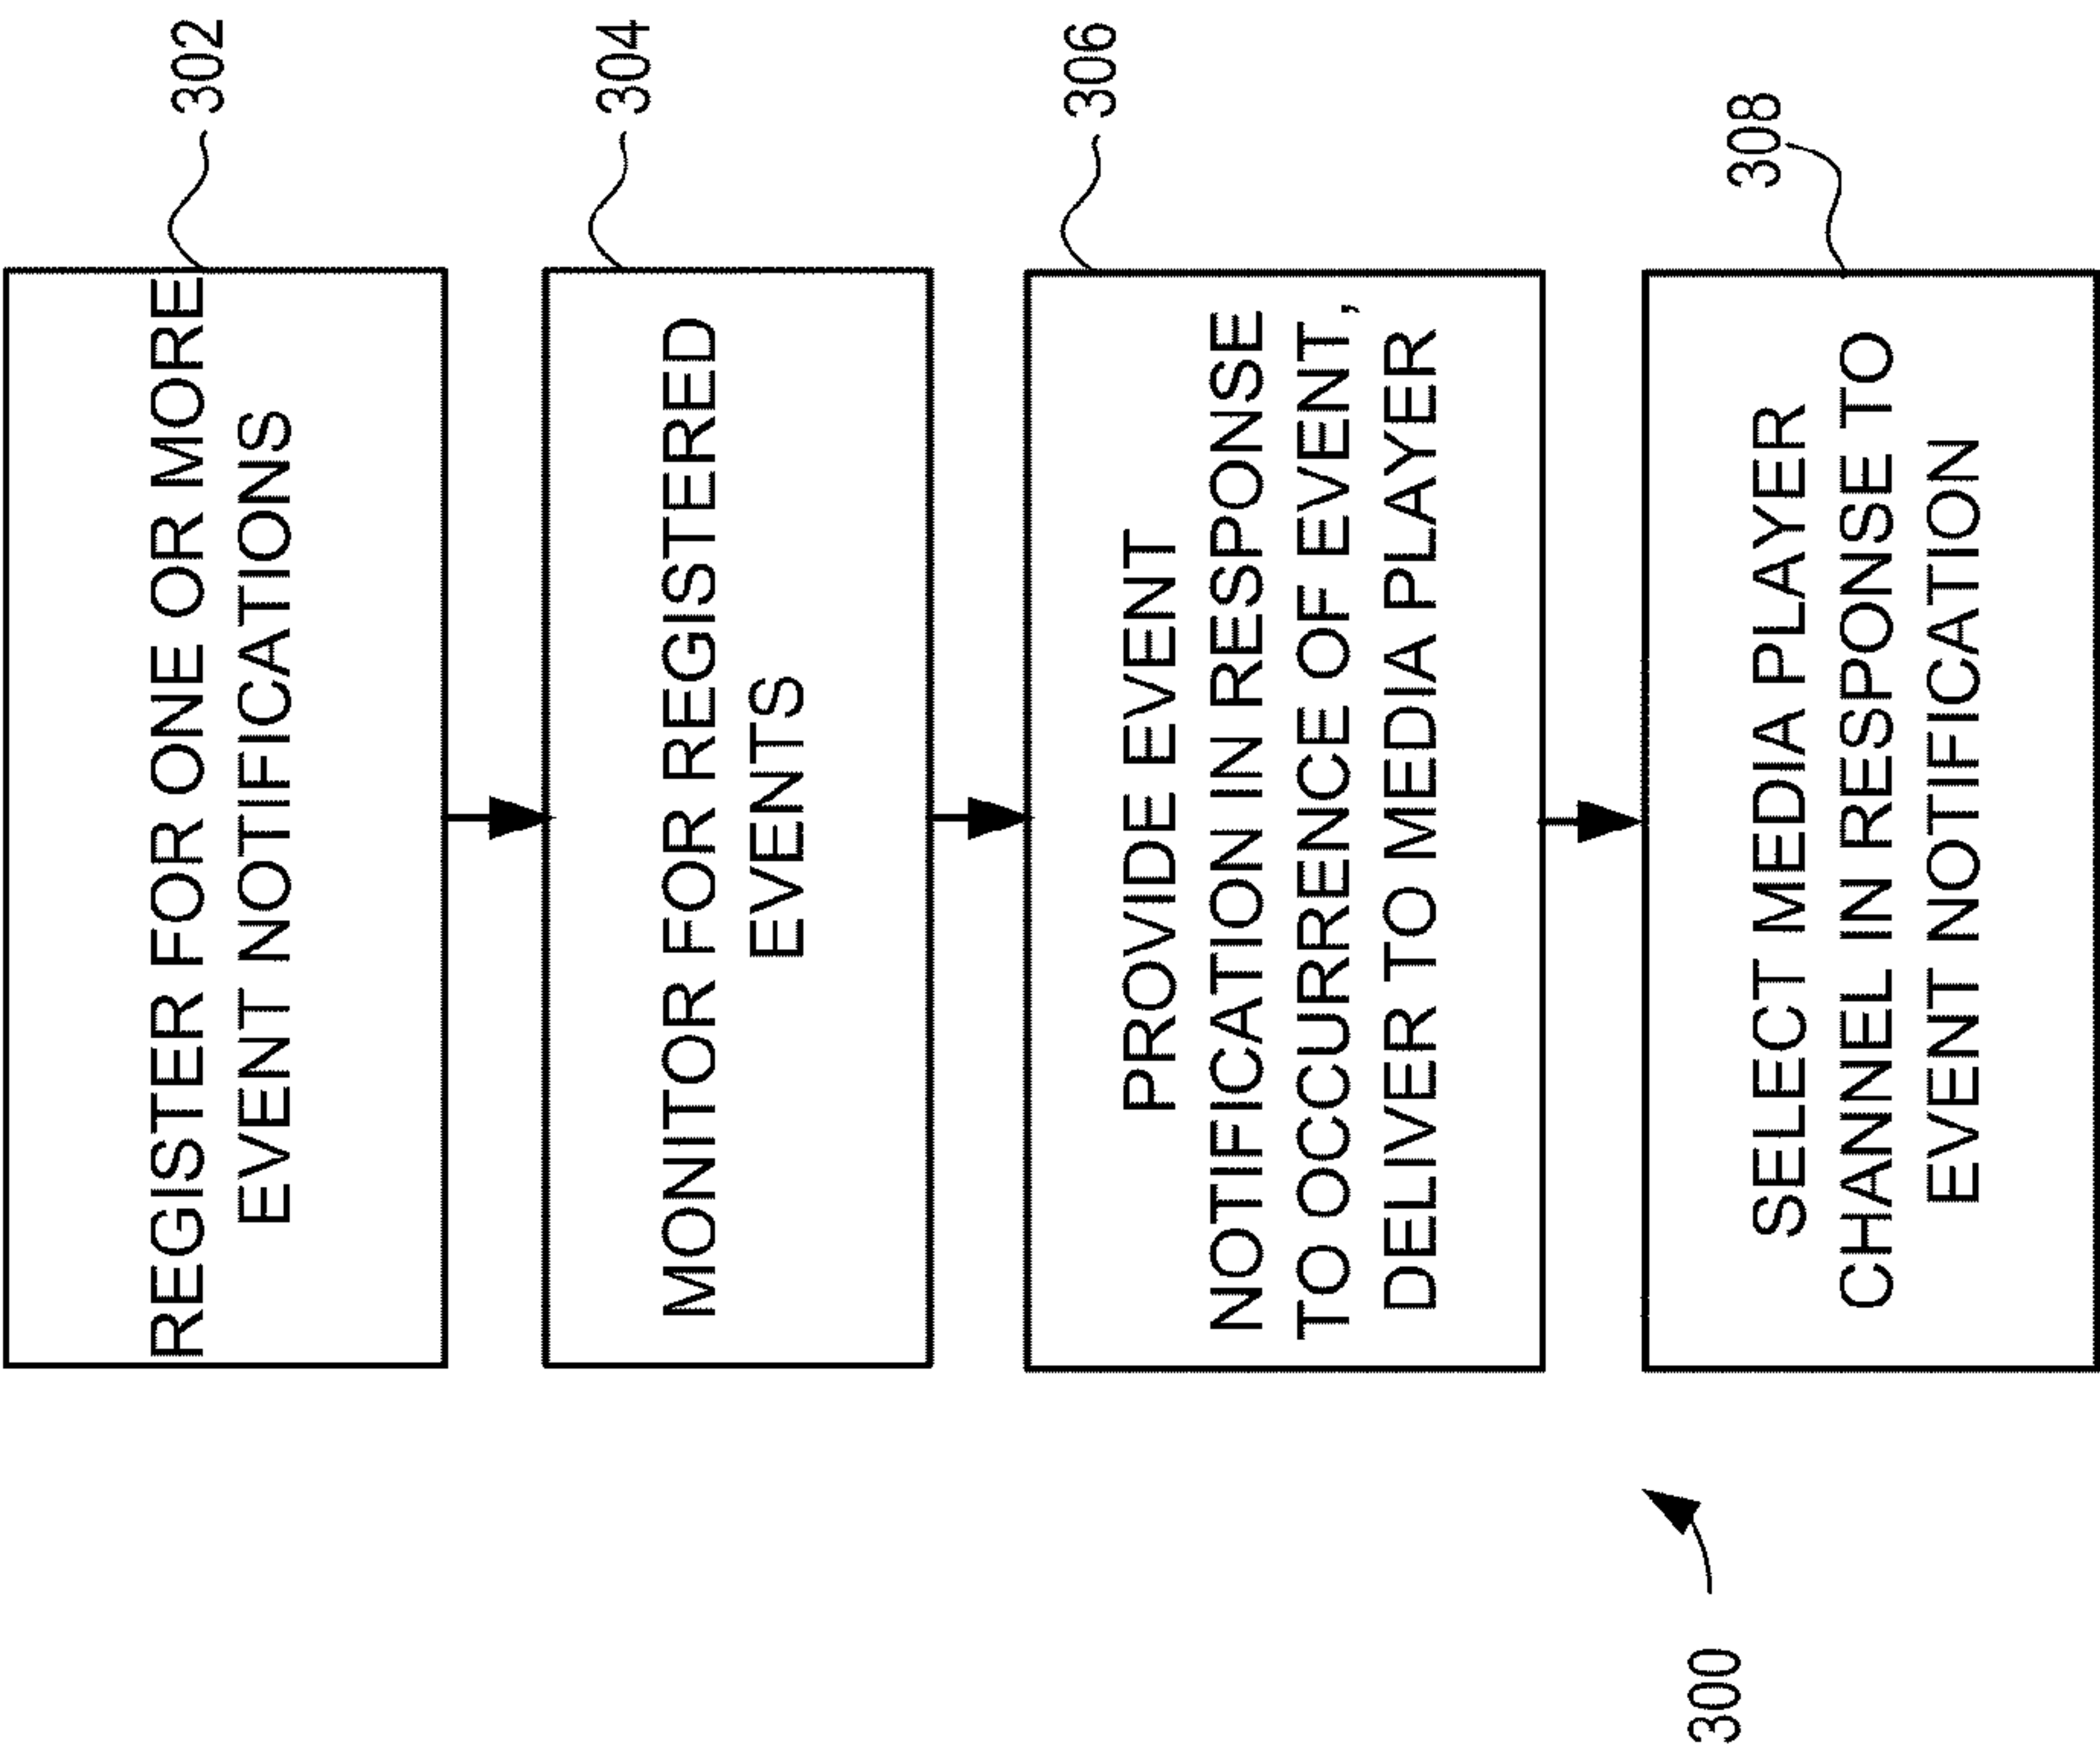 302
REGISTER FOR ONE OR MORE
EVENT NOTIFICATIONS
304
MONITOR FOR REGISTERED
EVENTS
306
PROVIDE EVENT
NOTIFICATION IN RESPONSE
TO OCCURRENCE OF EVENT,
DELIVER TO MEDIA PLAYER
308
SELECT MEDIA PLAYER
CHANNEL IN RESPONSE TO
EVENT NOTIFICATION
300